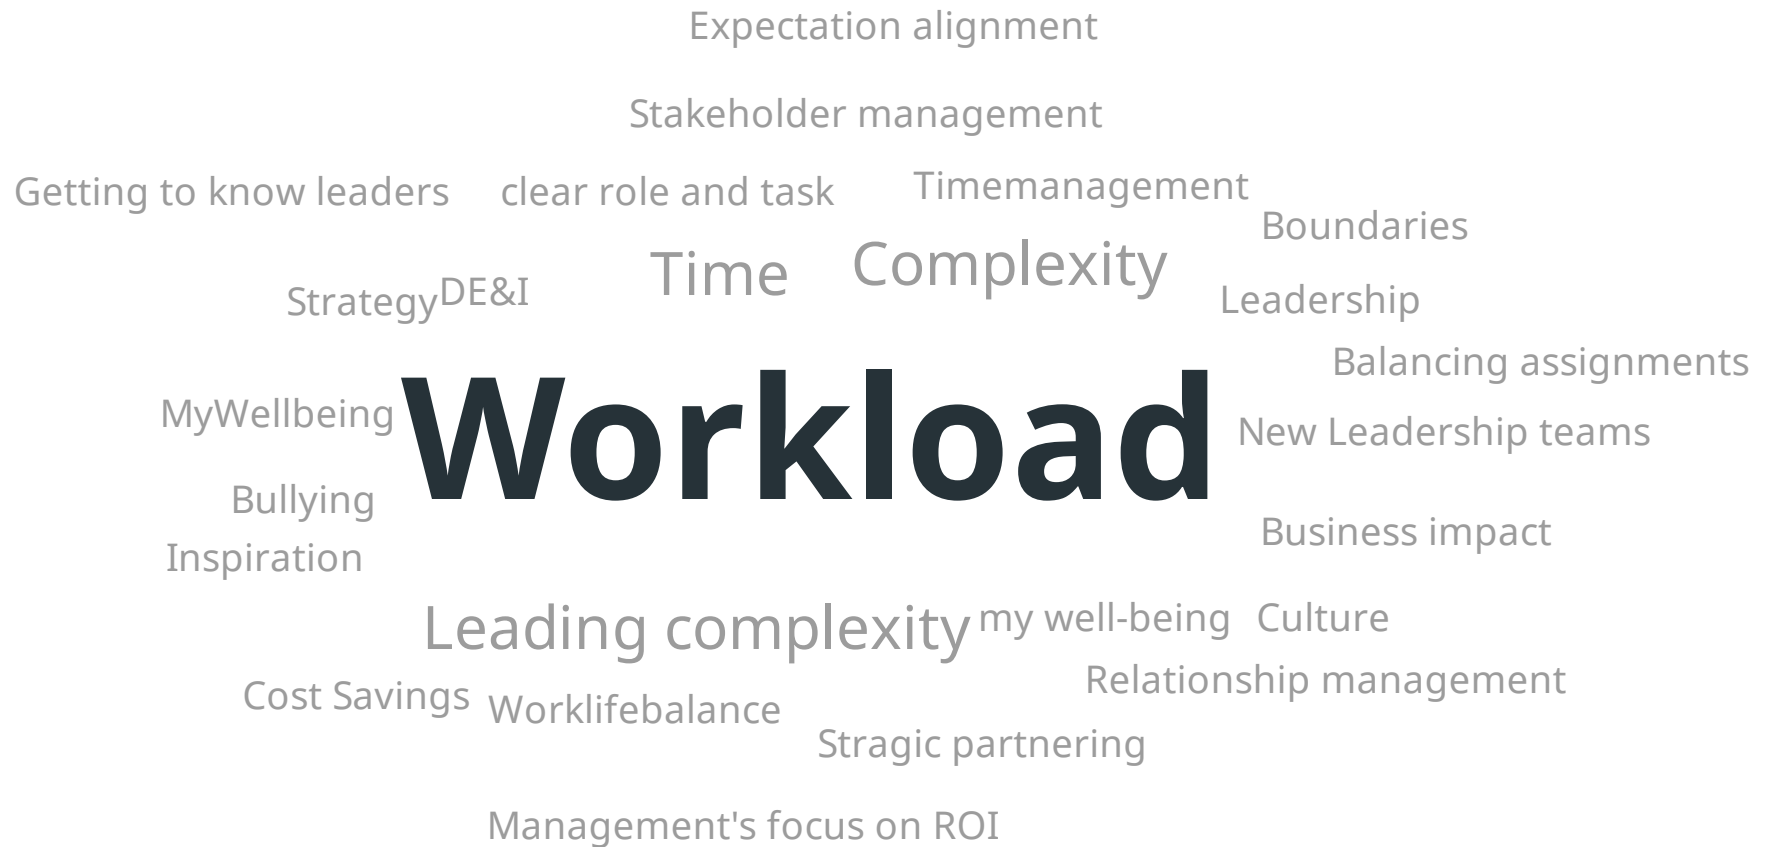 Expectation alignment
Stakeholder management
Getting to know leaders
clear role and task
Timemanagement
Boundaries
Time
Complexity
Strategy
DE&I
Leadership
Balancing assignments
MyWellbeing
Workload
New Leadership teams
Bullying
Business impact
Inspiration
Leading complexity
my well-being
Culture
Relationship management
Cost Savings
Worklifebalance
Stragic partnering
Management's focus on ROI